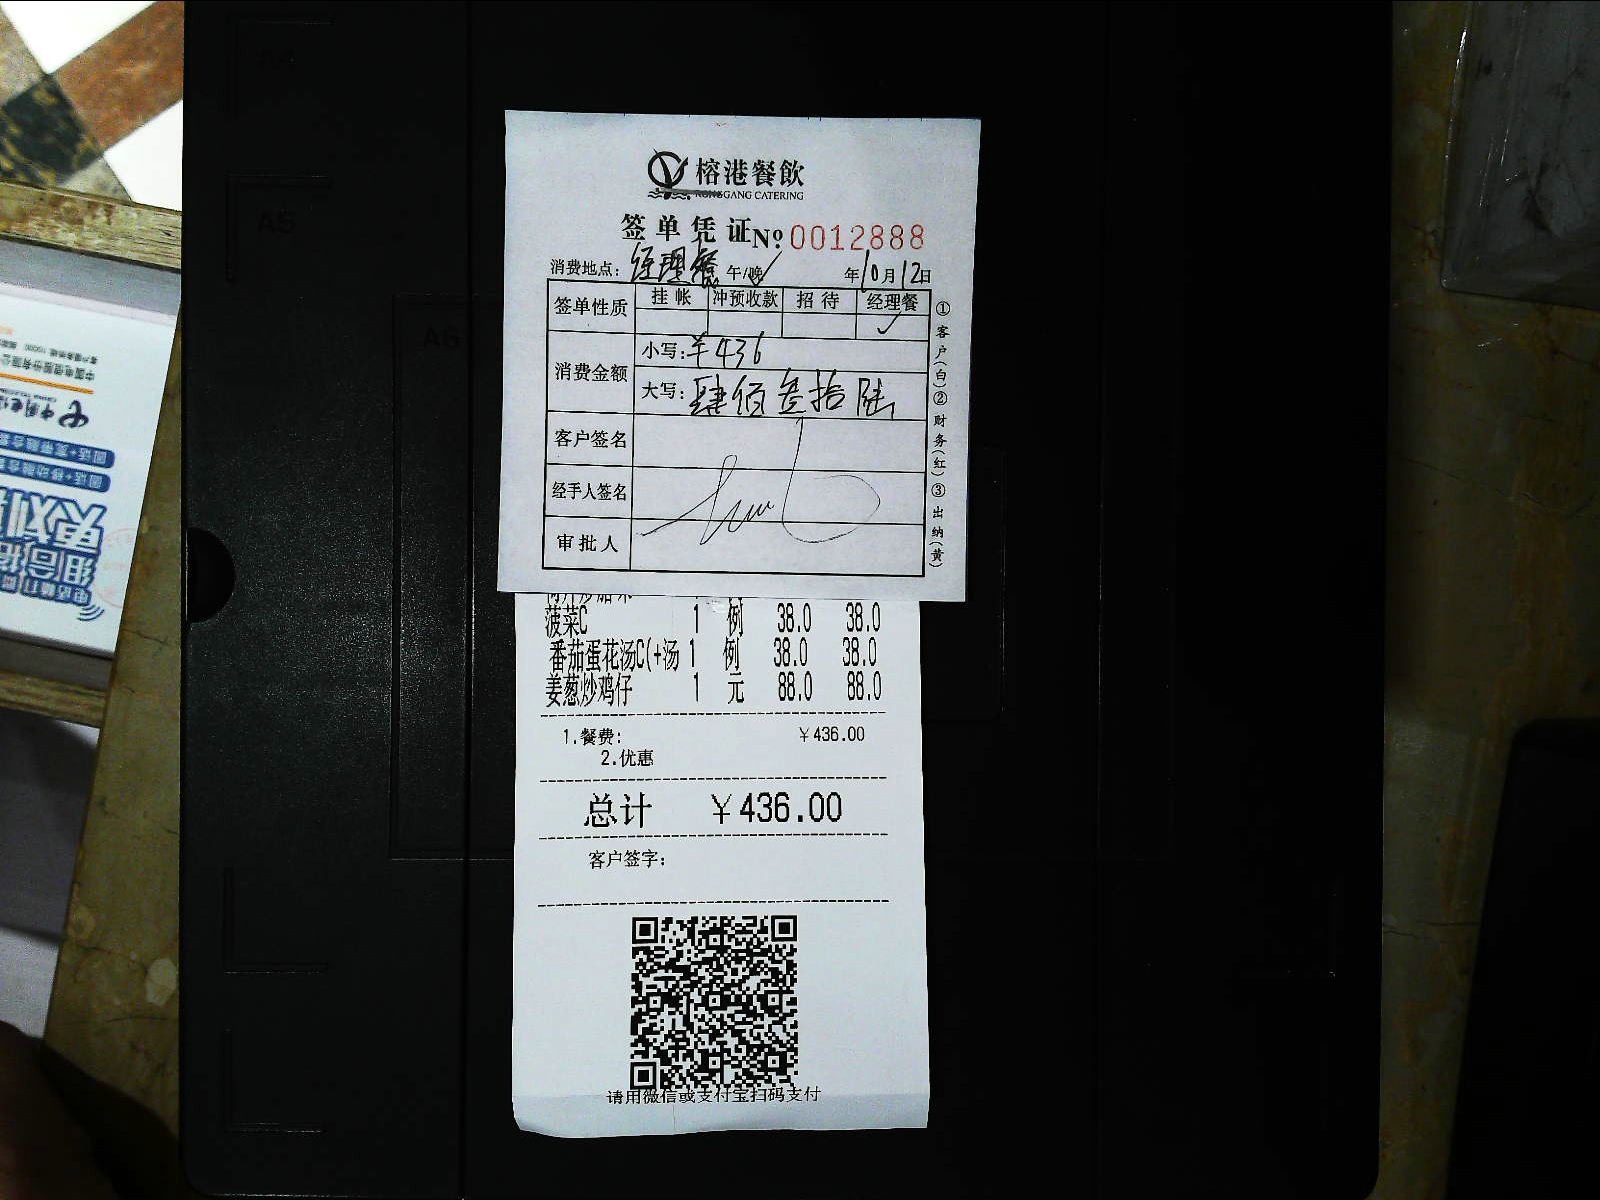 榕港餐飲
RONGGANG CATERING
签单凭证 №0012888
消费地点: 经理餐 午/晚✓ 年10月12日
签单性质 挂帐 冲预收款 招待 经理餐
✓
消费金额 小写:¥436
大写:肆佰叁拾陆
客户签名
经手人签名
审批人
①客户(白)②财务(红)③出纳(黄)
菠菜C 1 例 38.0 38.0
番茄蛋花汤C(+汤 1 例 38.0 38.0
姜葱炒鸡仔 1 元 88.0 88.0
1.餐费: ￥436.00
2.优惠
总计 ￥436.00
客户签字:
请用微信或支付宝扫码支付
A5
A6
中国电信